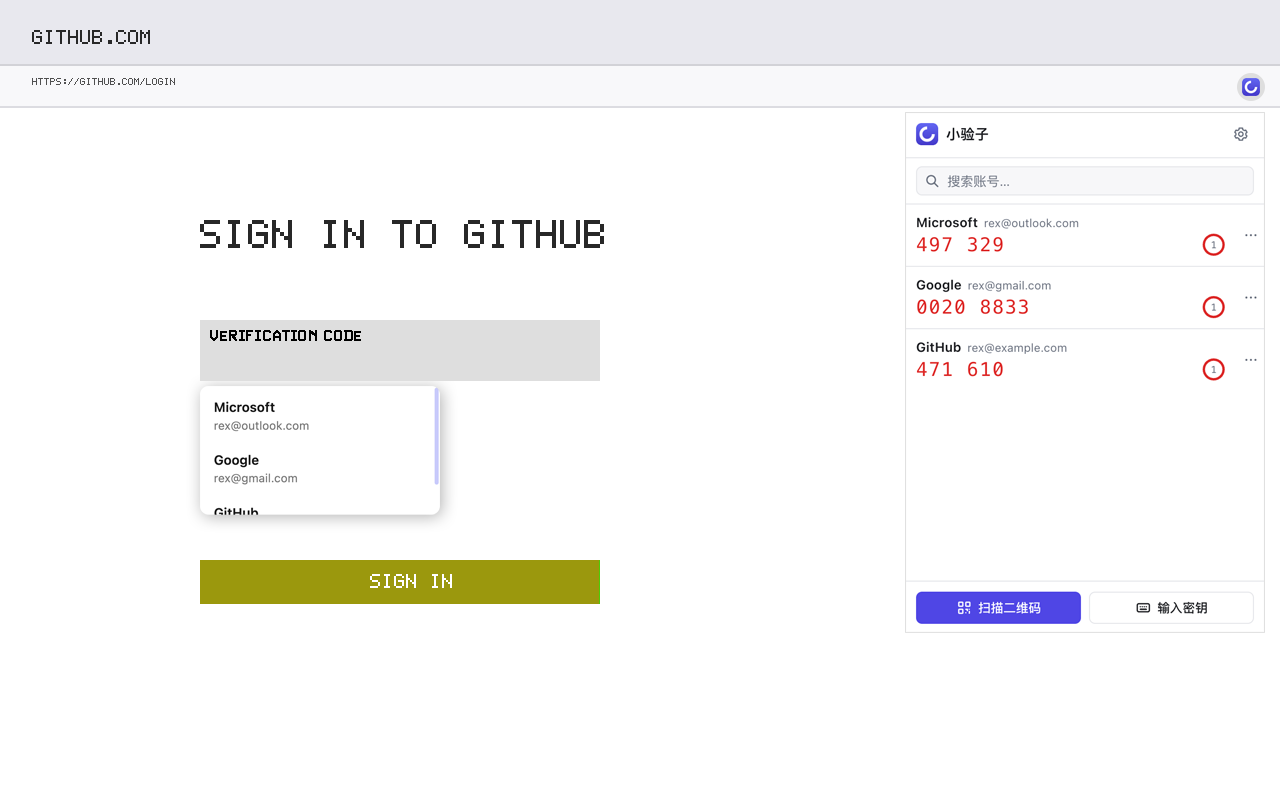 GITHUB.COM
HTTPS://GITHUB.COM/LOGIN
小验子
搜索账号...
Microsoft rex@outlook.com
497 329
1
Google rex@gmail.com
0020 8833
1
GitHub rex@example.com
471 610
1
扫描二维码
输入密钥
SIGN IN TO GITHUB
VERIFICATION CODE
Microsoft
rex@outlook.com
Google
rex@gmail.com
GitHub
SIGN IN